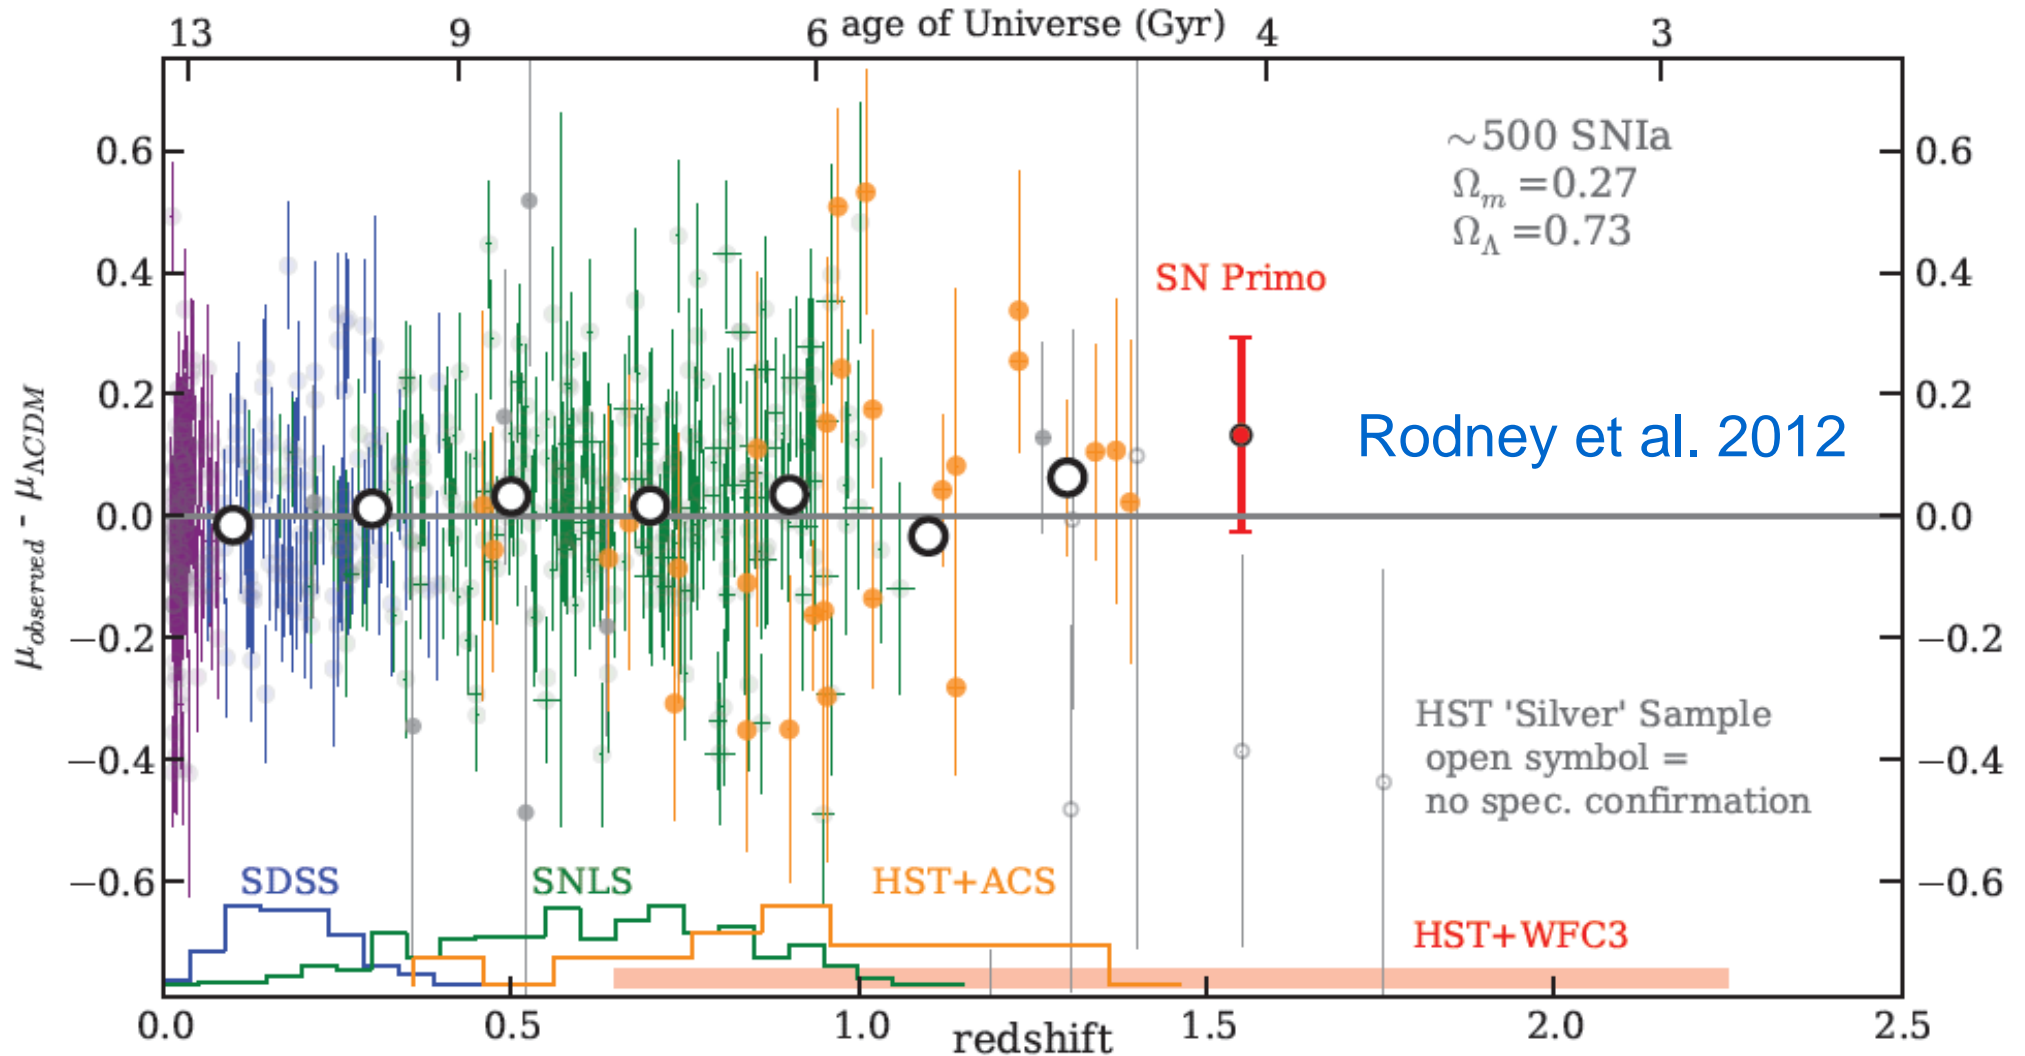 age of Universe (Gyr)
13 9 6 4 3
~500 SNIa
Ωm =0.27
ΩΛ =0.73
SN Primo
Rodney et al. 2012
HST 'Silver' Sample
open symbol =
no spec. confirmation
SDSS SNLS HST+ACS
HST+WFC3
μobserved - μΛCDM
0.6 0.6
0.4 0.4
0.2 0.2
0.0 0.0
−0.2 −0.2
−0.4 −0.4
−0.6 −0.6
0.0 0.5 1.0 1.5 2.0 2.5
redshift